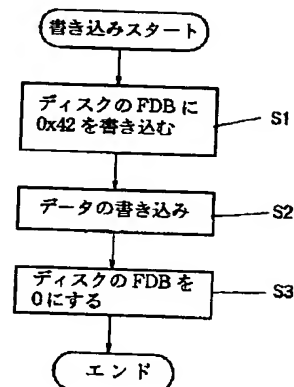 書き込みスタート
ディスクのFDBに
0x42を書き込む
S1
データの書き込み
S2
ディスクのFDBを
0にする
S3
エンド